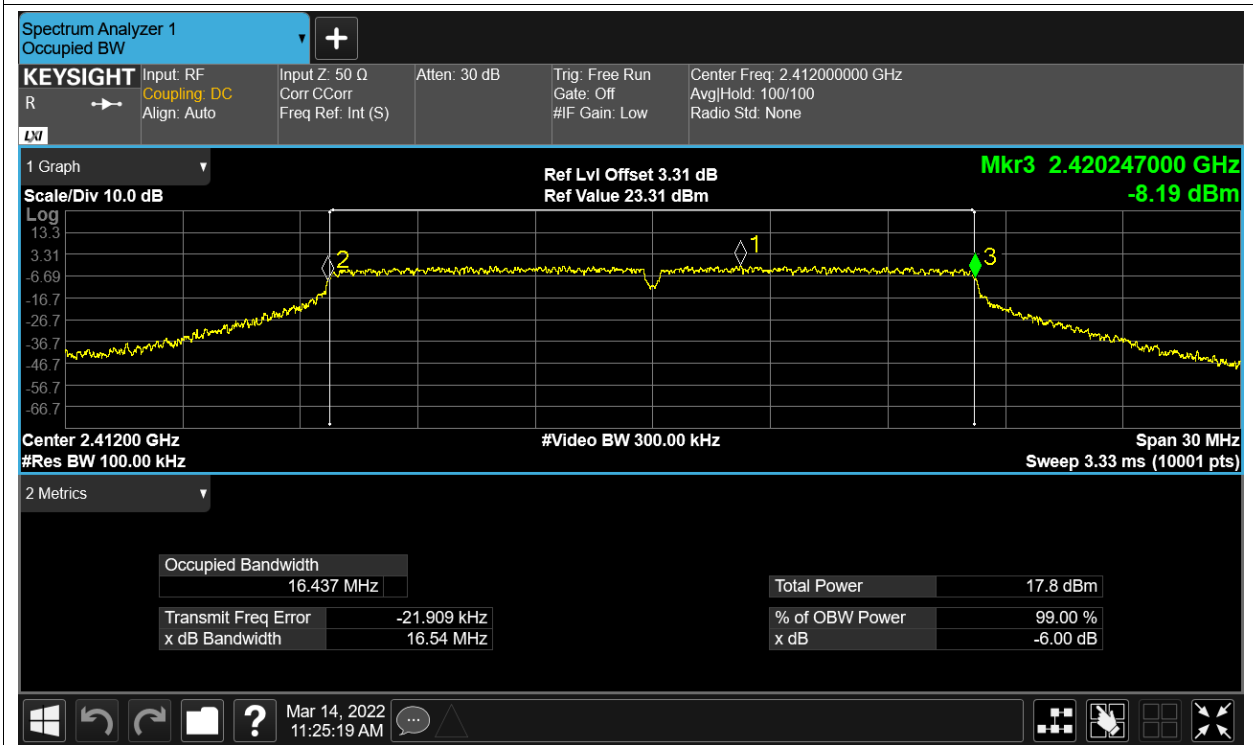 Spectrum Analyzer 1
Occupied BW
KEYSIGHT
R
LXI
Input: RF
Coupling: DC
Align: Auto
Input Z: 50 Ω
Corr CCorr
Freq Ref: Int (S)
Atten: 30 dB
Trig: Free Run
Gate: Off
#IF Gain: Low
Center Freq: 2.412000000 GHz
Avg|Hold: 100/100
Radio Std: None
1 Graph
Scale/Div 10.0 dB
Ref Lvl Offset 3.31 dB
Ref Value 23.31 dBm
Mkr3 2.420247000 GHz
-8.19 dBm
Log
13.3
3.31
-6.69
-16.7
-26.7
-36.7
-46.7
-56.7
-66.7
2
1
3
Center 2.41200 GHz
#Res BW 100.00 kHz
#Video BW 300.00 kHz
Span 30 MHz
Sweep 3.33 ms (10001 pts)
2 Metrics
Occupied Bandwidth
16.437 MHz
Transmit Freq Error -21.909 kHz
x dB Bandwidth 16.54 MHz
Total Power 17.8 dBm
% of OBW Power 99.00 %
x dB -6.00 dB
?
Mar 14, 2022
11:25:19 AM